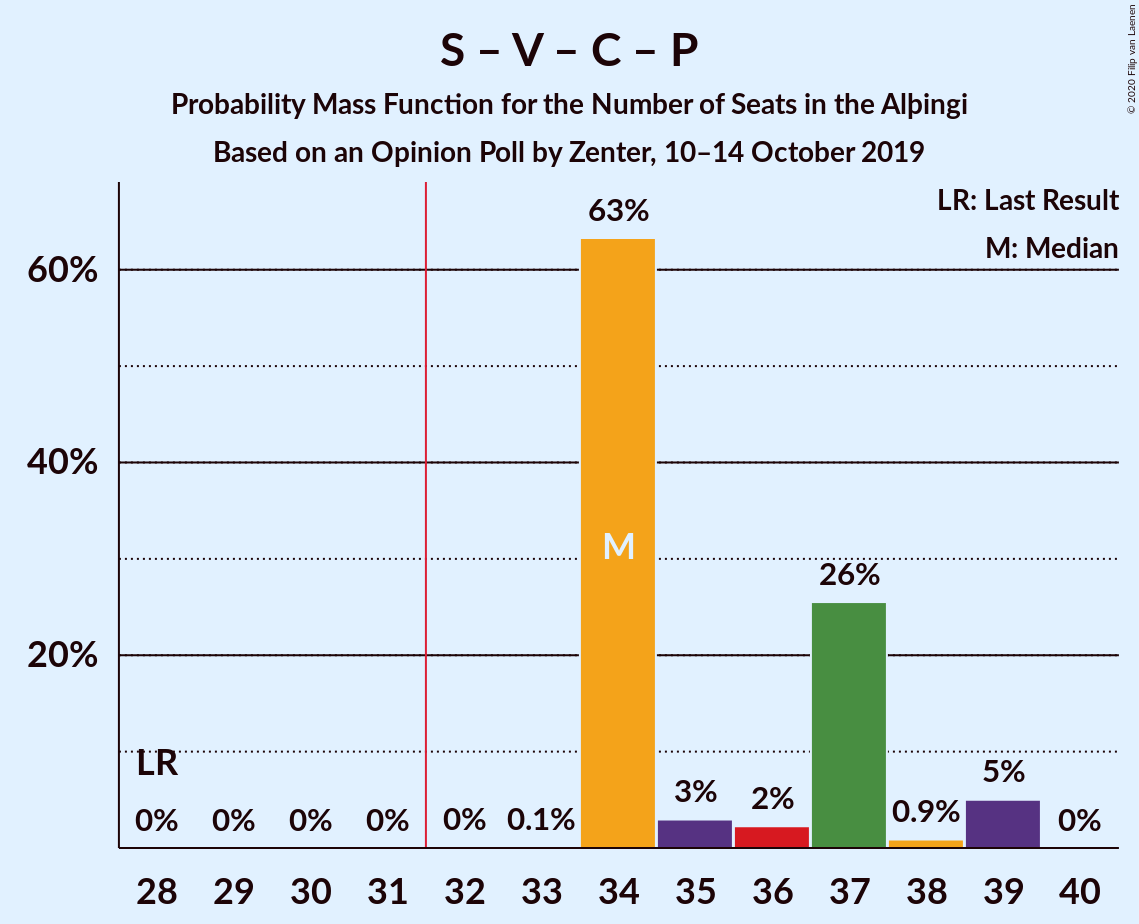 S – V – C – P
Probability Mass Function for the Number of Seats in the Alþingi
Based on an Opinion Poll by Zenter, 10–14 October 2019
© 2020 Filip van Laenen
LR: Last Result
M: Median
60%
40%
20%
63%
M
26%
LR
0%
0%
0%
0%
0%
0.1%
3%
2%
0.9%
5%
0%
28 29 30 31 32 33 34 35 36 37 38 39 40